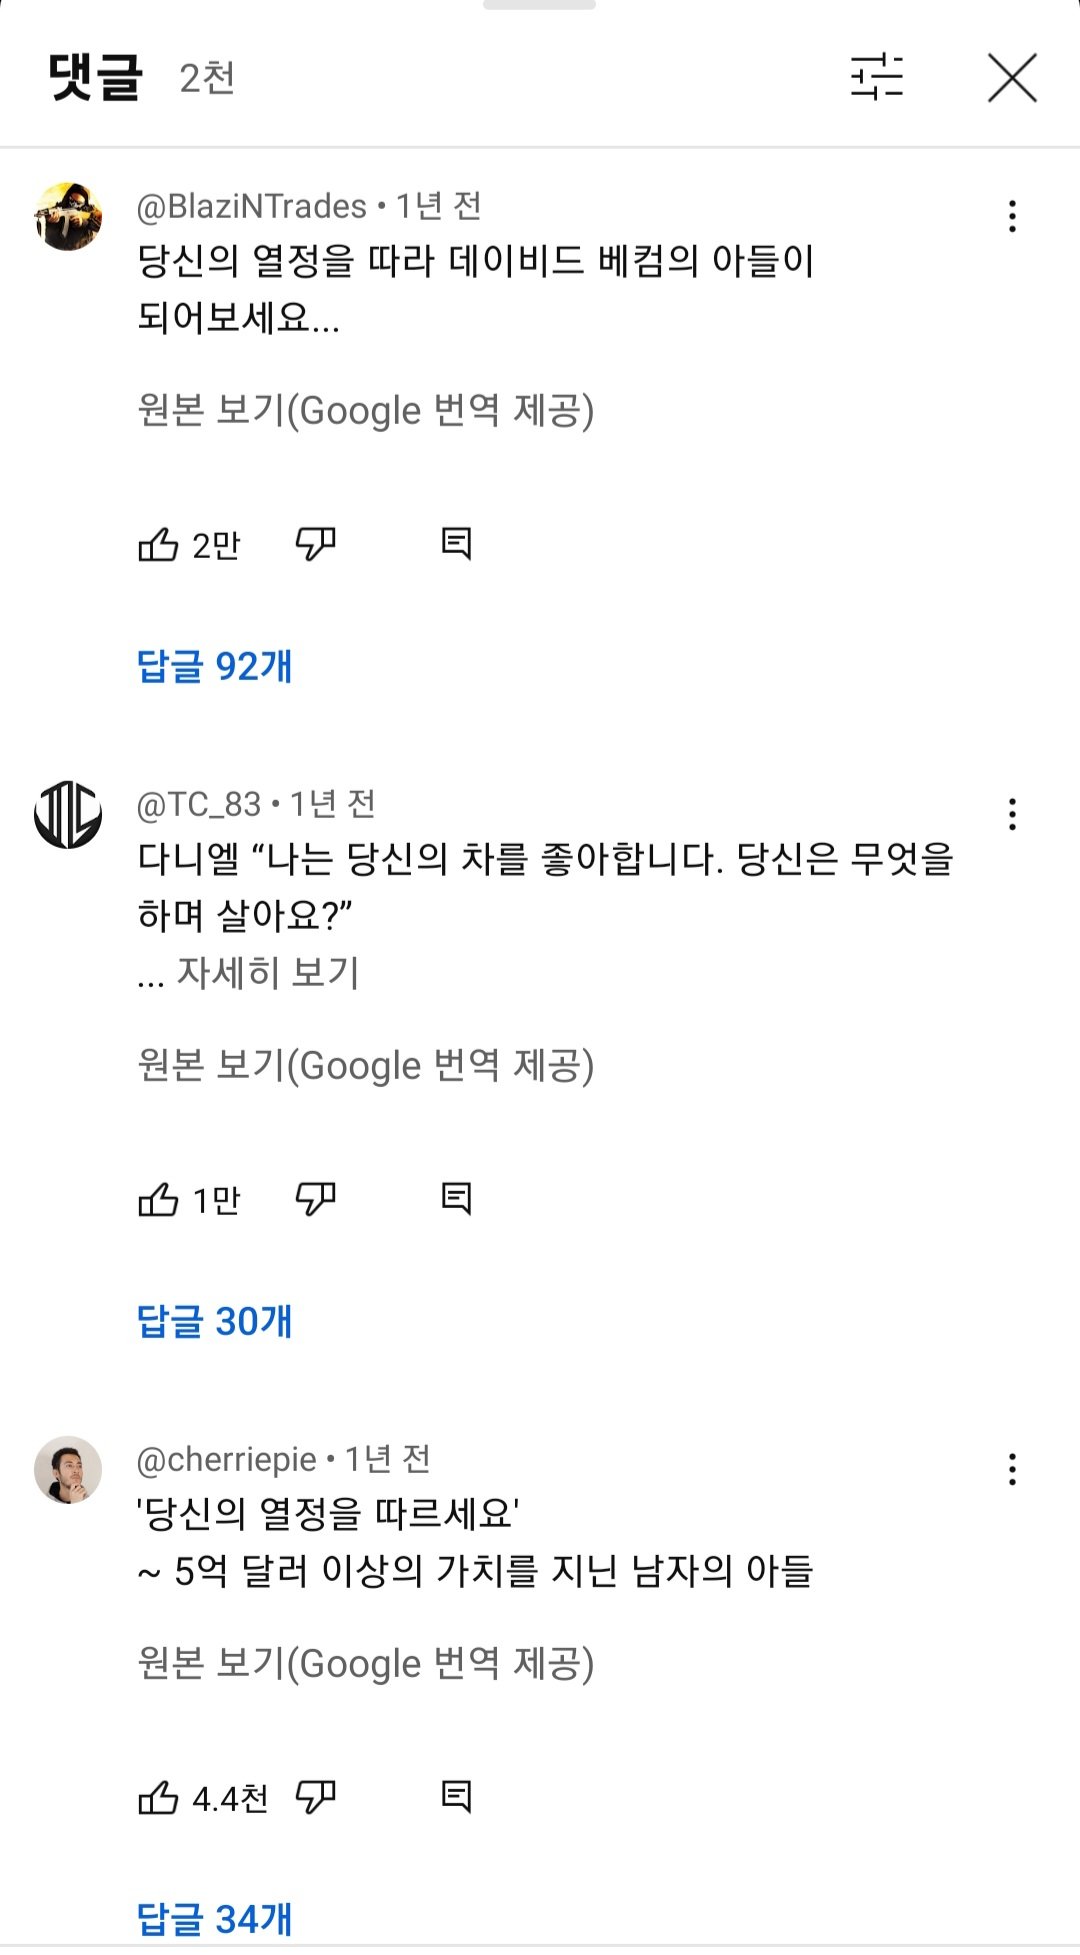 댓글 2천
@BlaziNTrades • 1년 전
당신의 열정을 따라 데이비드 베컴의 아들이
되어보세요...
원본 보기(Google 번역 제공)
2만
답글 92개
@TC_83 • 1년 전
다니엘 “나는 당신의 차를 좋아합니다. 당신은 무엇을
하며 살아요?”
... 자세히 보기
원본 보기(Google 번역 제공)
1만
답글 30개
@cherriepie • 1년 전
'당신의 열정을 따르세요'
~ 5억 달러 이상의 가치를 지닌 남자의 아들
원본 보기(Google 번역 제공)
4.4천
답글 34개